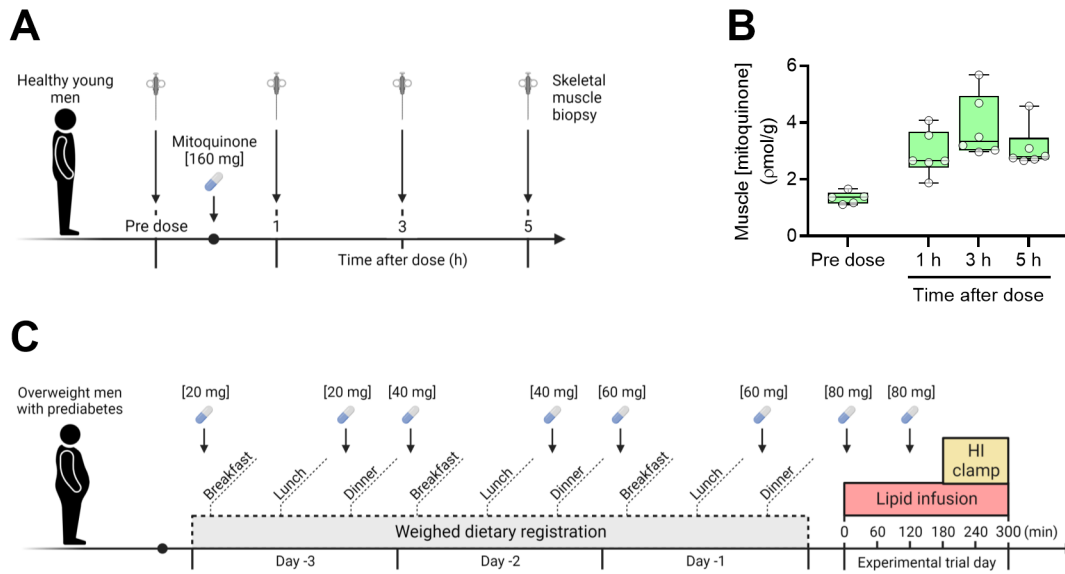 A
Healthy young
men
Mitoquinone
[160 mg]
Skeletal
muscle
biopsy
Pre dose
1
3
5
Time after dose (h)
B
Muscle [mitoquinone]
(ρmol/g)
6
4
2
0
Pre dose
1 h
3 h
5 h
Time after dose
C
Overweight men
with prediabetes
[20 mg]
[20 mg]
[40 mg]
[40 mg]
[60 mg]
[60 mg]
[80 mg]
[80 mg]
Breakfast
Lunch
Dinner
Breakfast
Lunch
Dinner
Breakfast
Lunch
Dinner
HI
clamp
Lipid infusion
Weighed dietary registration
0
60
120
180
240
300 (min)
Day -3
Day -2
Day -1
Experimental trial day